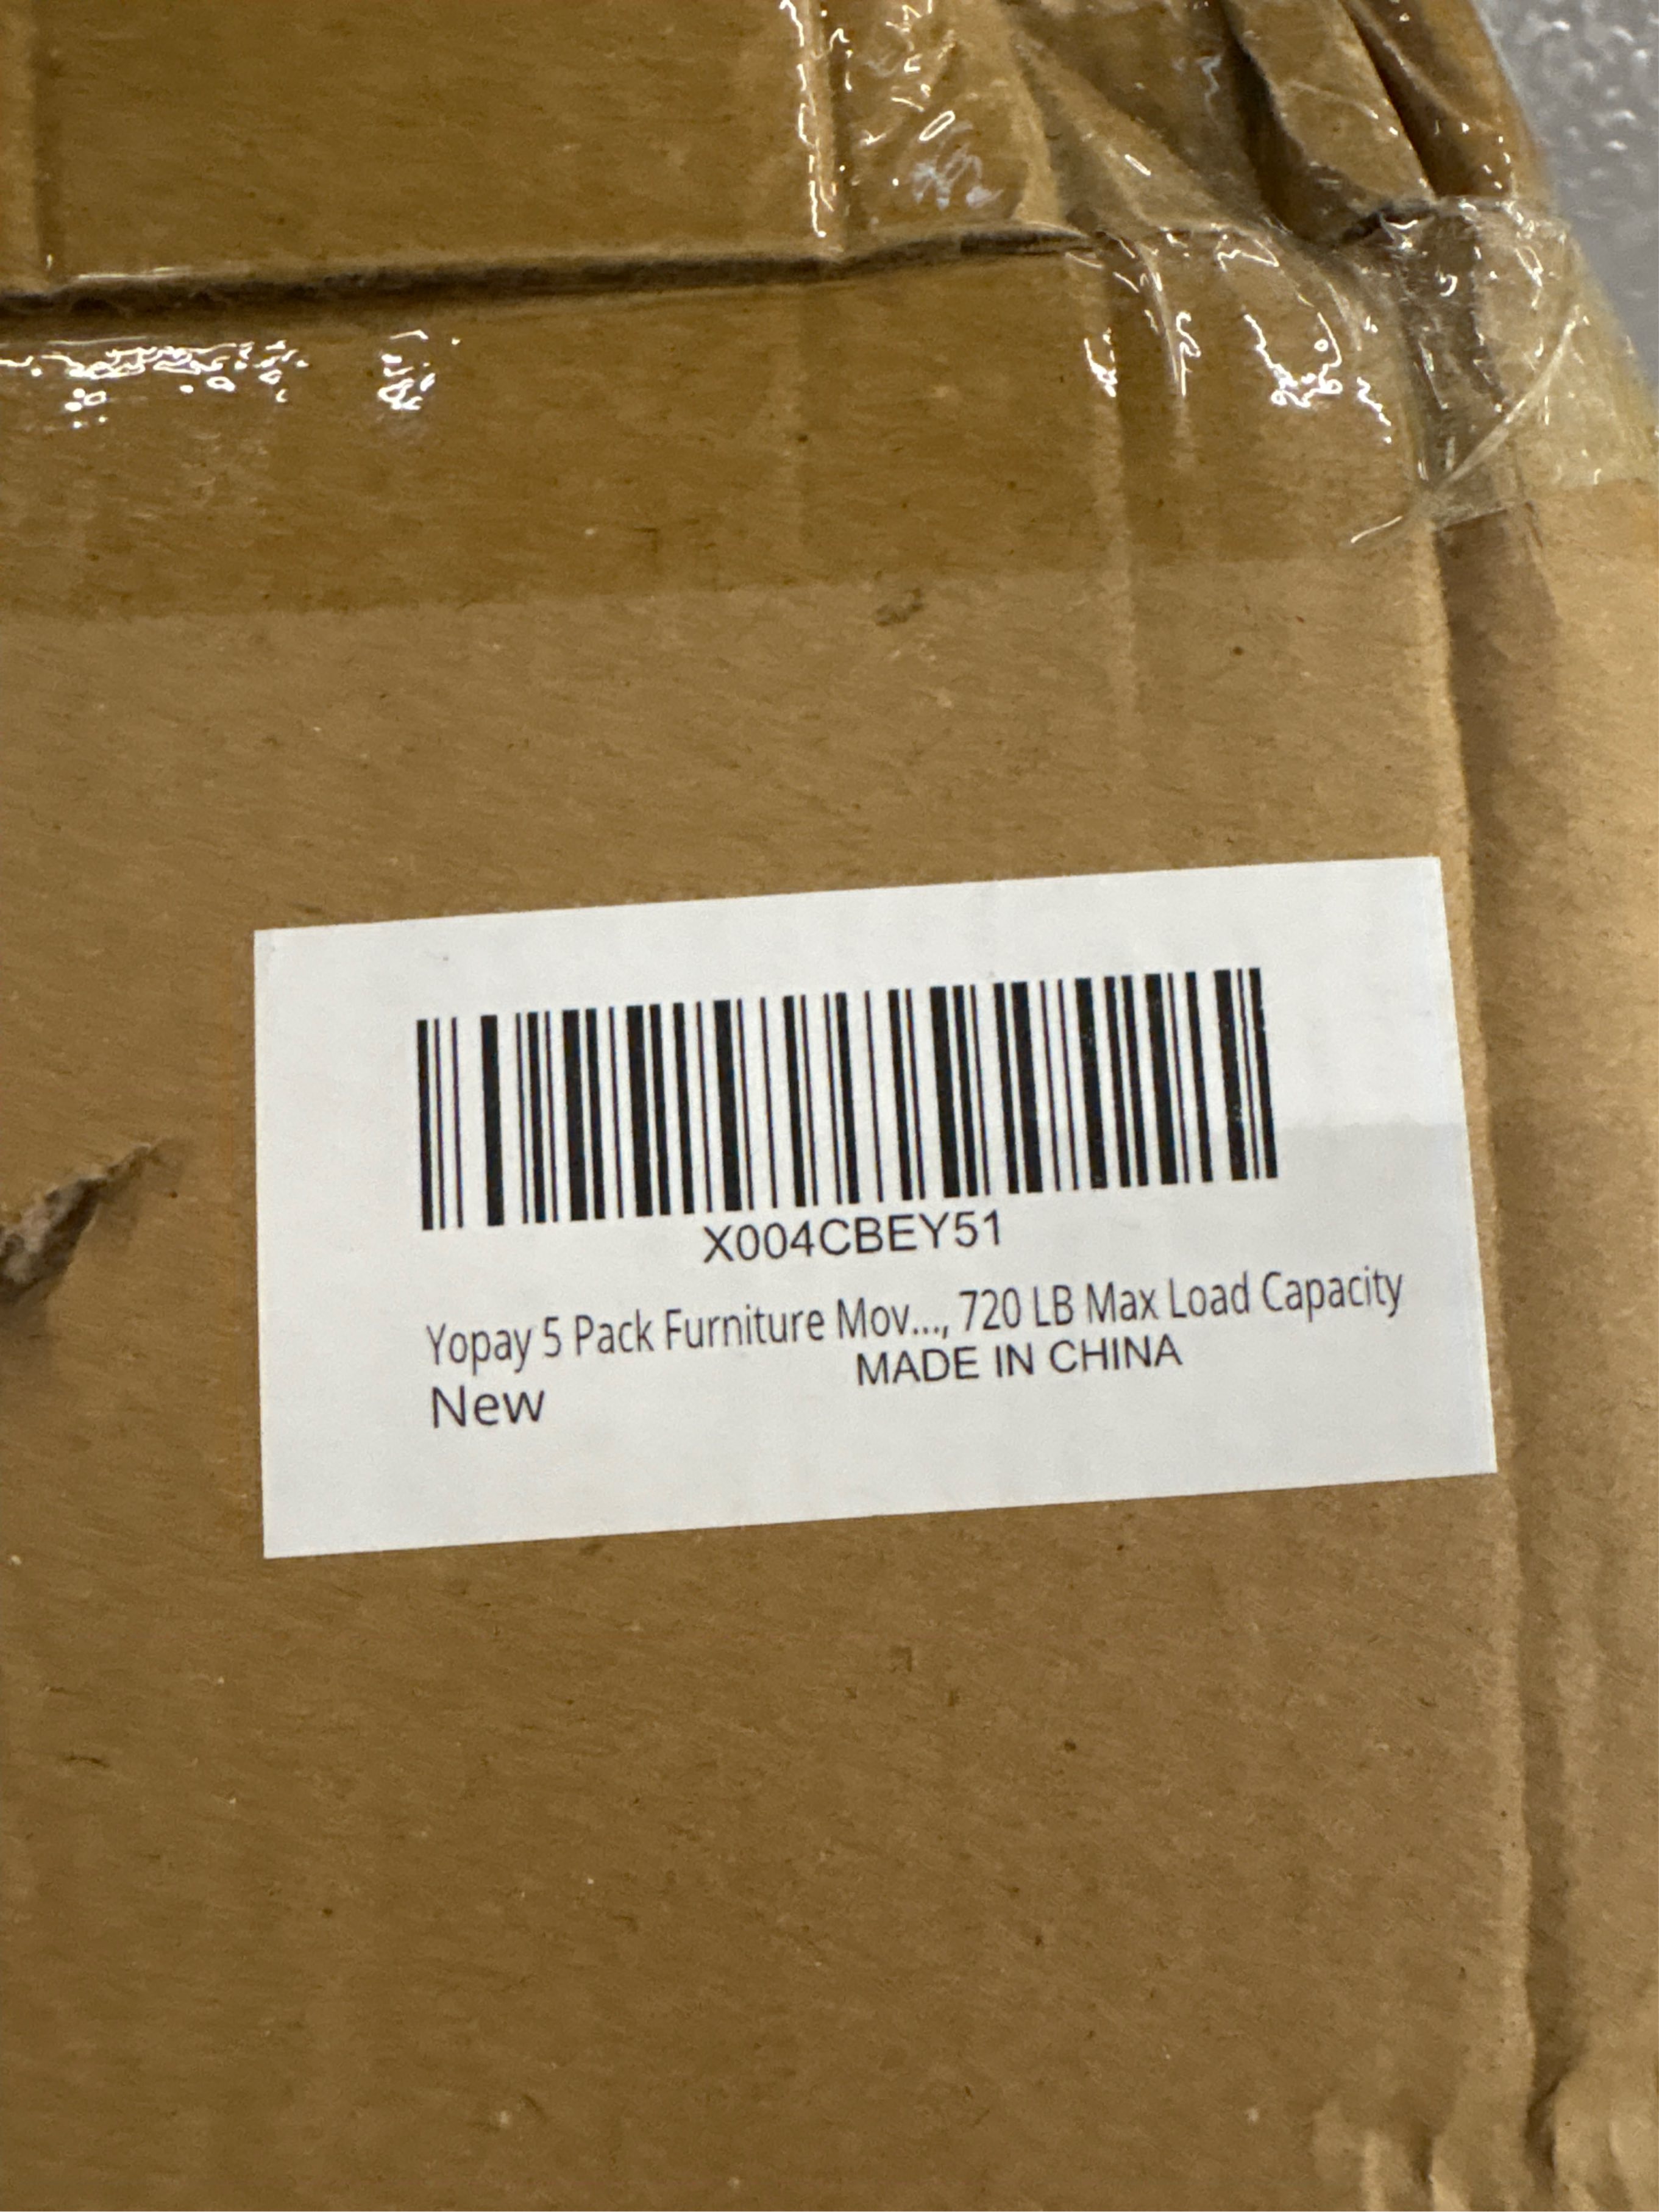 X004CBEY51
Yopay 5 Pack Furniture Mov..., 720 LB Max Load Capacity
MADE IN CHINA
New